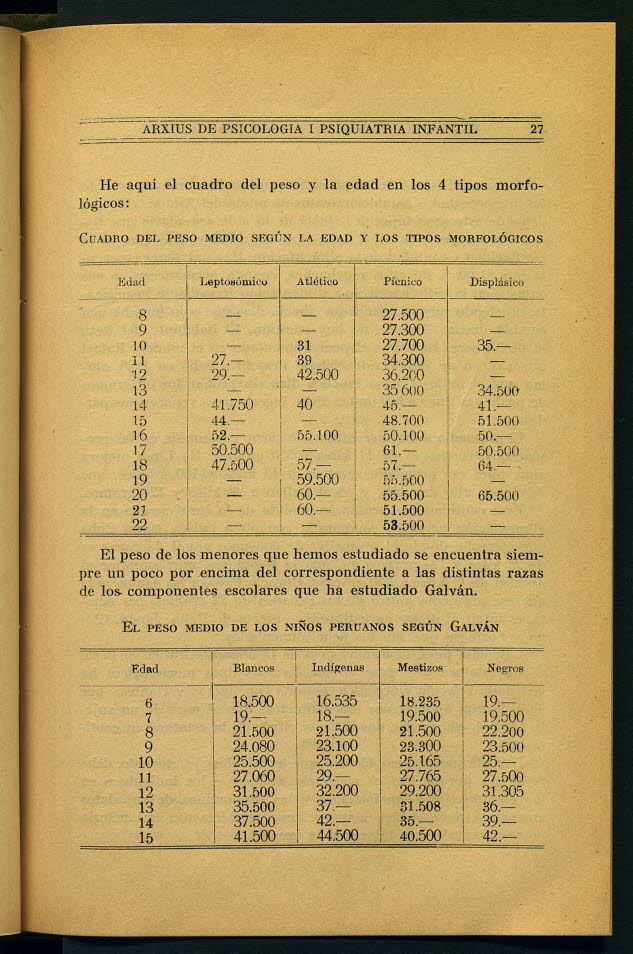 ARXIUS DE PSICOLOGIA I PSIQUIATRIA INFANTIL 27
He aquí el cuadro del peso y la edad en los 4 tipos morfo-
lógicos:
CUADRO DEL PESO MEDIO SEGÚN LA EDAD Y LOS TIPOS MORFOLÓGICOS
Edad Leptosómico Atlético Pícnico Displásico
8 — — 27.500 —
9 — — 27.300 —
10 — 31 27.700 35.—
11 27.— 39 34.300 —
12 29.— 42.500 36.200 —
13 — — 35 600 34.500
14 41.750 40 45.— 41.—
15 44.— — 48.700 51.500
16 52.— 55.100 50.100 50.—
17 50.500 — 61.— 50.500
18 47.500 57.— 57.— 64.—
19 — 59.500 55.500 —
20 — 60.— 55.500 65.500
21 — 60.— 51.500 —
22 — — 53.500 —
El peso de los menores que hemos estudiado se encuentra siem-
pre un poco por encima del correspondiente a las distintas razas
de los componentes escolares que ha estudiado Galván.
EL PESO MEDIO DE LOS NIÑOS PERUANOS SEGÚN GALVÁN
Edad Blancos Indígenas Mestizos Negros
6 18.500 16.535 18.235 19.—
7 19.— 18.— 19.500 19.500
8 21.500 21.500 21.500 22.200
9 24.080 23.100 23.300 23.500
10 25.500 25.200 25.165 25.—
11 27.060 29.— 27.765 27.500
12 31.500 32.200 29.200 31.305
13 35.500 37.— 31.508 36.—
14 37.500 42.— 35.— 39.—
15 41.500 44.500 40.500 42.—